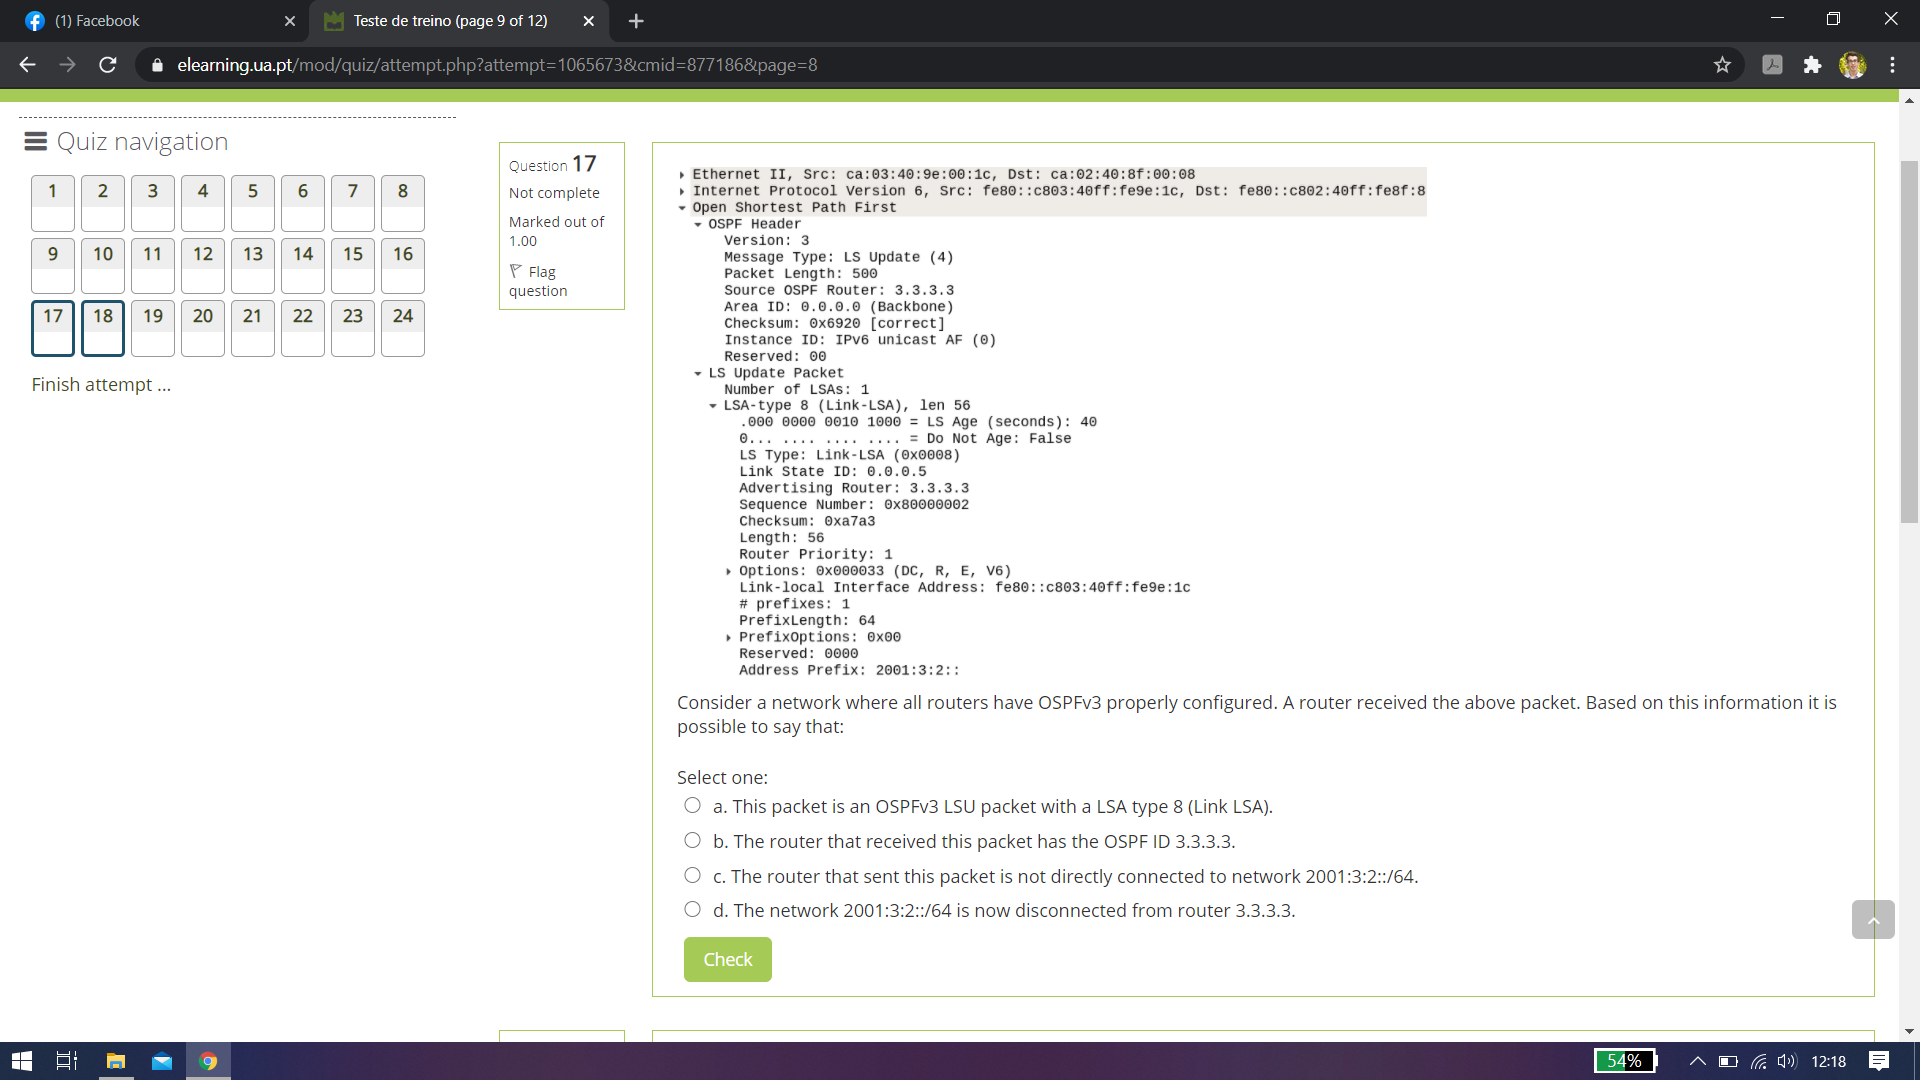 (1) Facebook
Teste de treino (page 9 of 12)
elearning.ua.pt/mod/quiz/attempt.php?attempt=1065673&cmid=877186&page=8
Quiz navigation
1 2 3 4 5 6 7 8
9 10 11 12 13 14 15 16
17 18 19 20 21 22 23 24
Finish attempt ...
Question 17
Not complete
Marked out of
1.00
Flag
question
Ethernet II, Src: ca:03:40:9e:00:1c, Dst: ca:02:40:8f:00:08
Internet Protocol Version 6, Src: fe80::c803:40ff:fe9e:1c, Dst: fe80::c802:40ff:fe8f:8
Open Shortest Path First
OSPF Header
Version: 3
Message Type: LS Update (4)
Packet Length: 500
Source OSPF Router: 3.3.3.3
Area ID: 0.0.0.0 (Backbone)
Checksum: 0x6920 [correct]
Instance ID: IPv6 unicast AF (0)
Reserved: 00
LS Update Packet
Number of LSAs: 1
LSA-type 8 (Link-LSA), len 56
.000 0000 0010 1000 = LS Age (seconds): 40
0... .... .... .... = Do Not Age: False
LS Type: Link-LSA (0x0008)
Link State ID: 0.0.0.5
Advertising Router: 3.3.3.3
Sequence Number: 0x80000002
Checksum: 0xa7a3
Length: 56
Router Priority: 1
Options: 0x000033 (DC, R, E, V6)
Link-local Interface Address: fe80::c803:40ff:fe9e:1c
# prefixes: 1
PrefixLength: 64
PrefixOptions: 0x00
Reserved: 0000
Address Prefix: 2001:3:2::
Consider a network where all routers have OSPFv3 properly configured. A router received the above packet. Based on this information it is
possible to say that:
Select one:
a. This packet is an OSPFv3 LSU packet with a LSA type 8 (Link LSA).
b. The router that received this packet has the OSPF ID 3.3.3.3.
c. The router that sent this packet is not directly connected to network 2001:3:2::/64.
d. The network 2001:3:2::/64 is now disconnected from router 3.3.3.3.
Check
54%
12:18